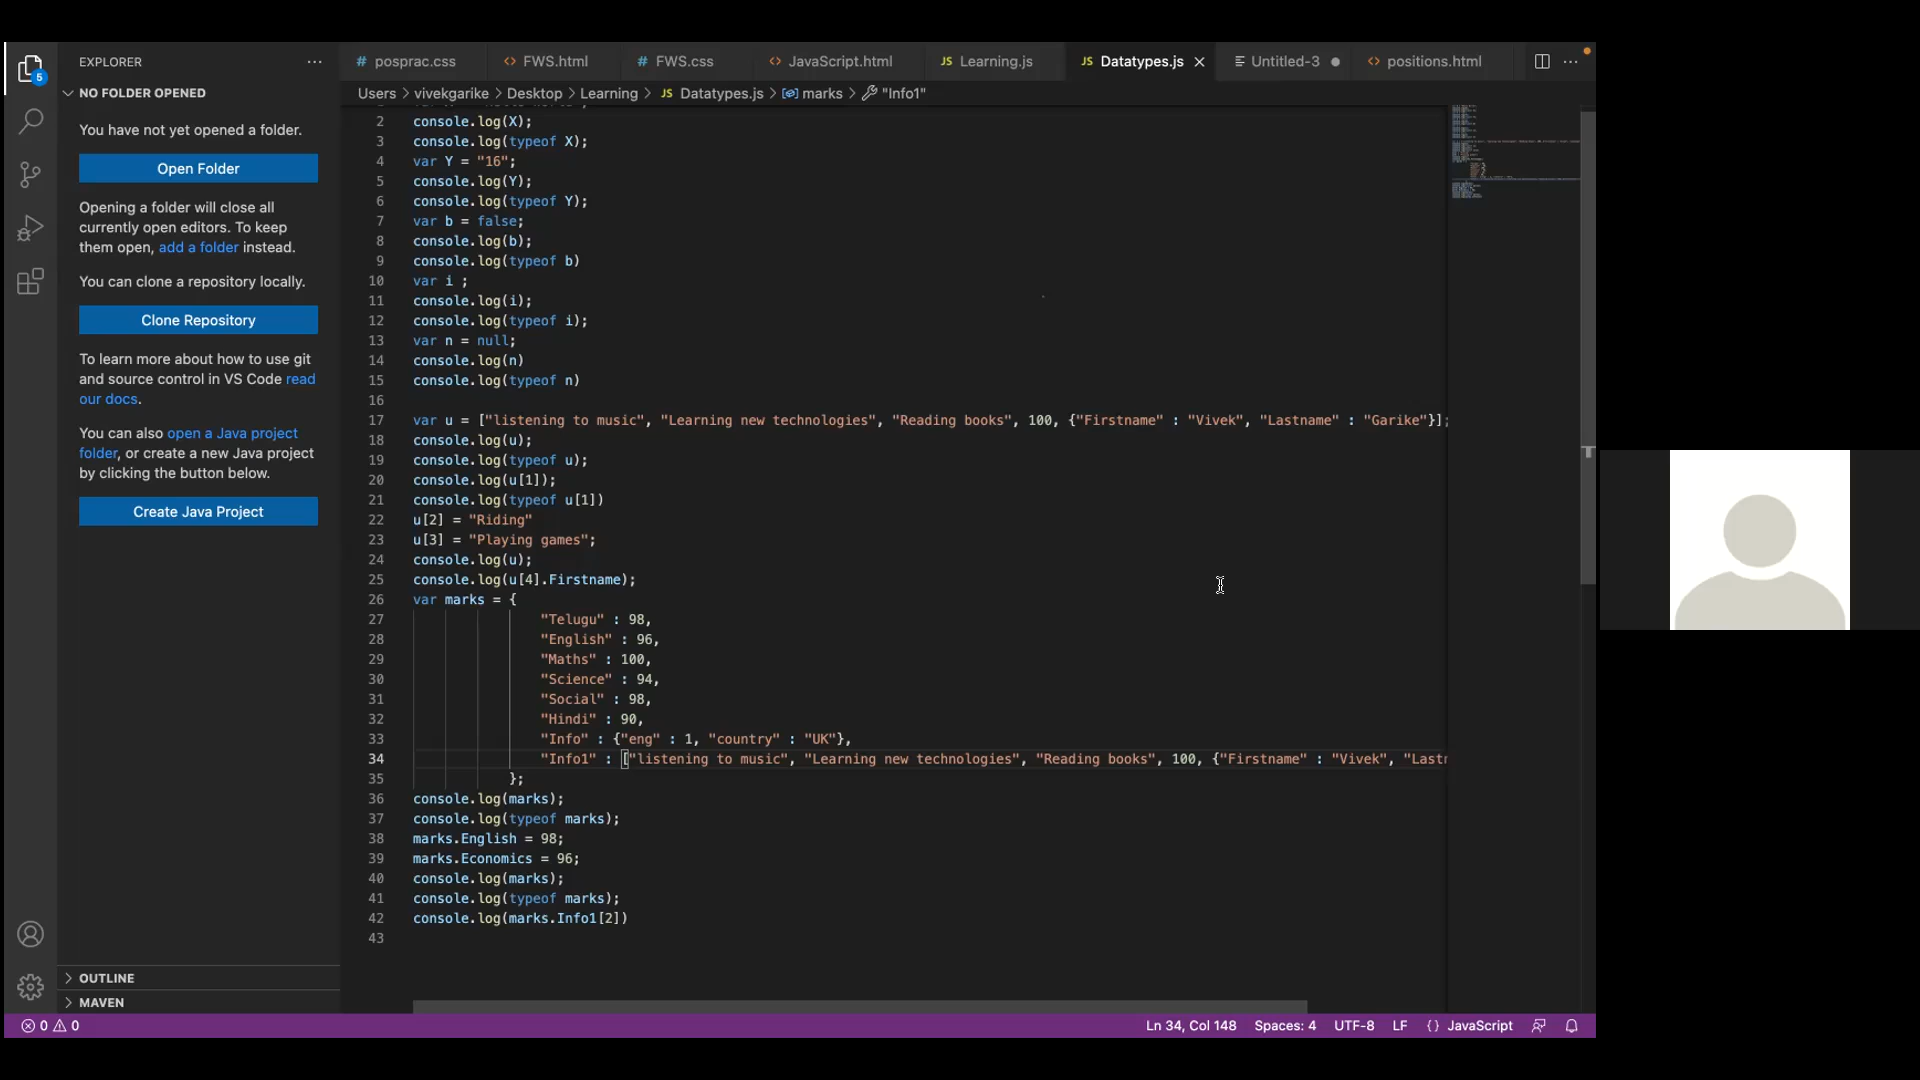 EXPLORER
posprac.css
FWS.html
FWS.css
JavaScript.html
JS Learning.js
JS Datatypes.js
Untitled-3
positions.html
5
NO FOLDER OPENED
Users > vivekgarike > Desktop > Learning > JS Datatypes.js > marks > "Info1"
You have not yet opened a folder.
Open Folder
Opening a folder will close all
currently open editors. To keep
them open, add a folder instead.
You can clone a repository locally.
Clone Repository
To learn more about how to use git
and source control in VS Code read
our docs.
You can also open a Java project
folder, or create a new Java project
by clicking the button below.
Create Java Project
OUTLINE
MAVEN
2 console.log(X);
3 console.log(typeof X);
4 var Y = "16";
5 console.log(Y);
6 console.log(typeof Y);
7 var b = false;
8 console.log(b);
9 console.log(typeof b)
10 var i ;
11 console.log(i);
12 console.log(typeof i);
13 var n = null;
14 console.log(n)
15 console.log(typeof n)
16
17 var u = ["listening to music", "Learning new technologies", "Reading books", 100, {"Firstname" : "Vivek", "Lastname" : "Garike"}];
18 console.log(u);
19 console.log(typeof u);
20 console.log(u[1]);
21 console.log(typeof u[1])
22 u[2] = "Riding"
23 u[3] = "Playing games";
24 console.log(u);
25 console.log(u[4].Firstname);
26 var marks = {
27 "Telugu" : 98,
28 "English" : 96,
29 "Maths" : 100,
30 "Science" : 94,
31 "Social" : 98,
32 "Hindi" : 90,
33 "Info" : {"eng" : 1, "country" : "UK"},
34 "Info1" : ["listening to music", "Learning new technologies", "Reading books", 100, {"Firstname" : "Vivek", "Lastn
35 };
36 console.log(marks);
37 console.log(typeof marks);
38 marks.English = 98;
39 marks.Economics = 96;
40 console.log(marks);
41 console.log(typeof marks);
42 console.log(marks.Info1[2])
43
0 0
Ln 34, Col 148
Spaces: 4
UTF-8
LF
{} JavaScript